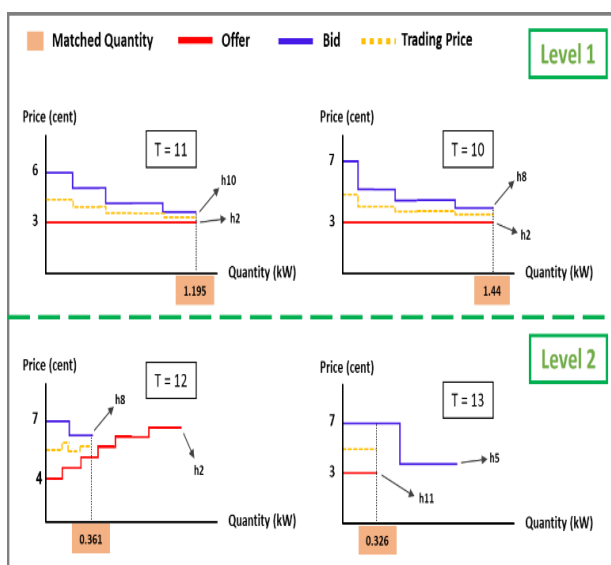 Matched Quantity
Offer
Bid
Trading Price
Level 1
Price (cent)
T = 11
6
3
h10
h2
Quantity (kW)
1.195
Price (cent)
T = 10
7
3
h8
h2
Quantity (kW)
1.44
Level 2
Price (cent)
T = 12
7
4
h8
h2
Quantity (kW)
0.361
Price (cent)
T = 13
7
3
h5
h11
Quantity (kW)
0.326